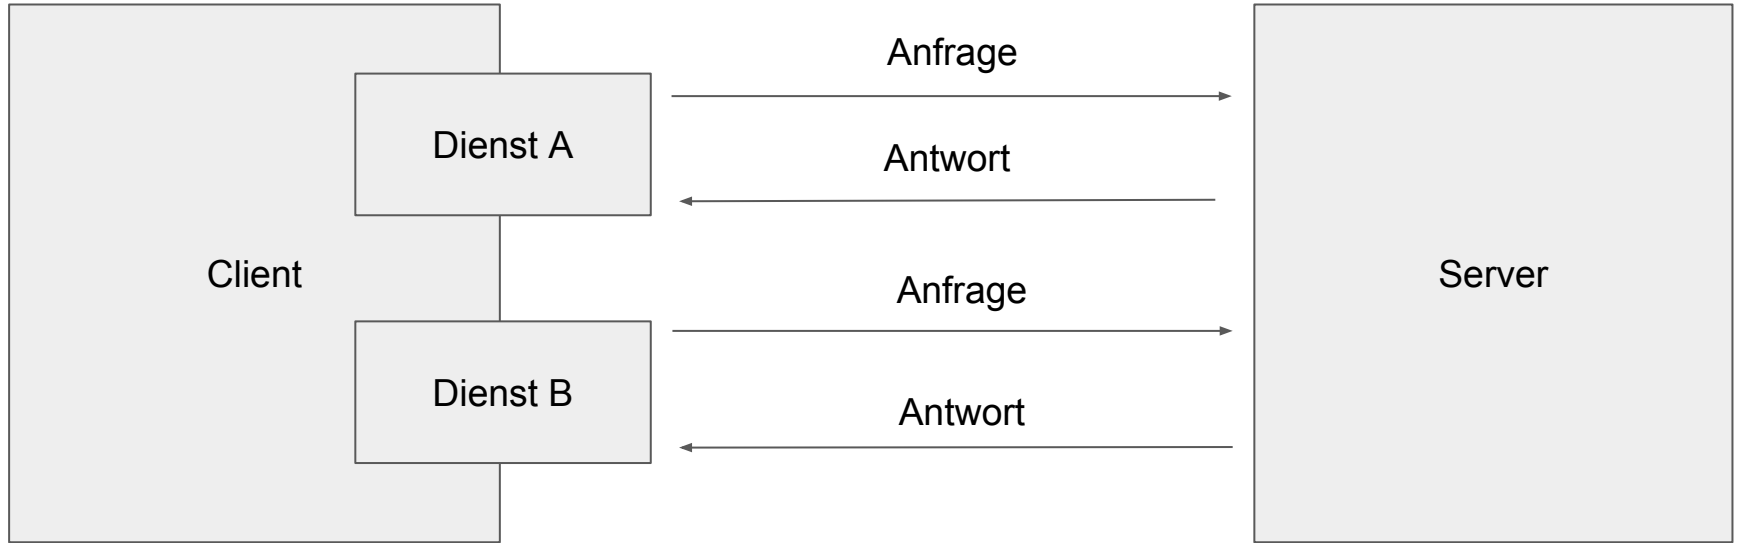 Anfrage
Dienst A
Antwort
Client
Server
Anfrage
Dienst B
Antwort